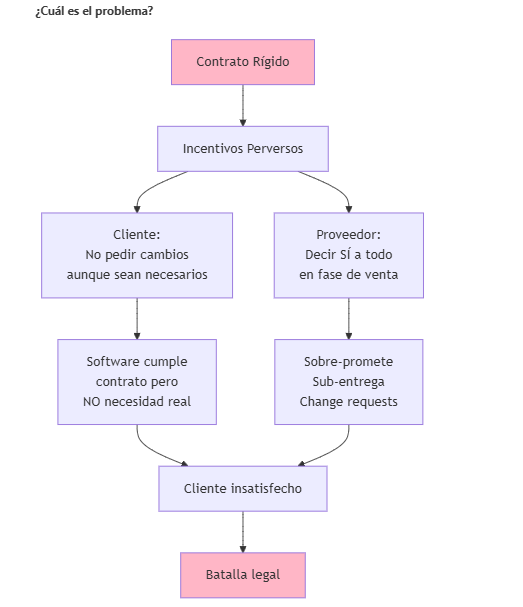 ¿Cuál es el problema?
Contrato Rígido
Incentivos Perversos
Cliente:
No pedir cambios
aunque sean necesarios
Proveedor:
Decir SÍ a todo
en fase de venta
Software cumple
contrato pero
NO necesidad real
Sobre-promete
Sub-entrega
Change requests
Cliente insatisfecho
Batalla legal